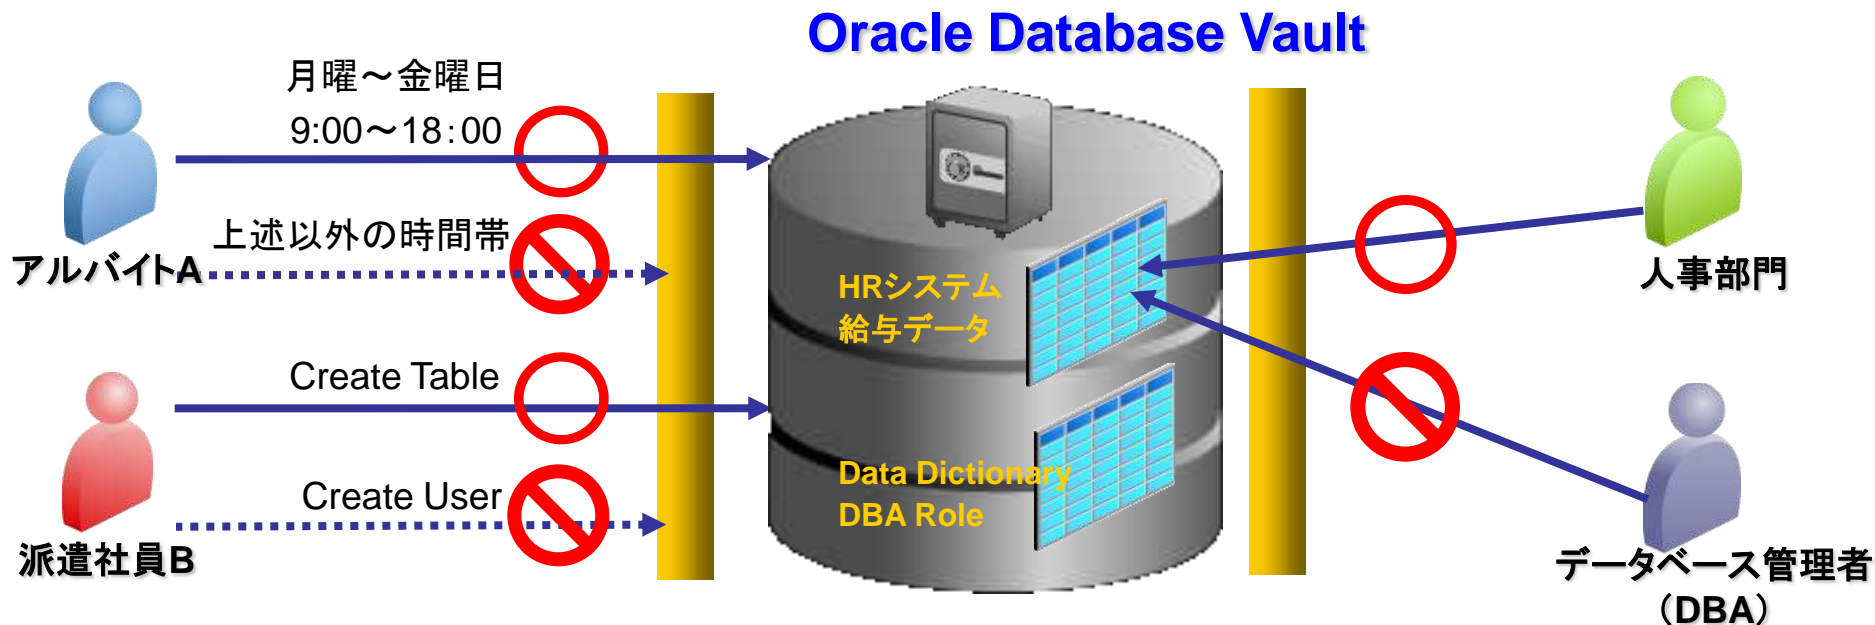 Oracle Database Vault
月曜～金曜日
9:00～18：00
上述以外の時間帯
アルバイトA
Create Table
Create User
派遣社員B
HRシステム
給与データ
Data Dictionary
DBA Role
人事部門
データベース管理者
（DBA）